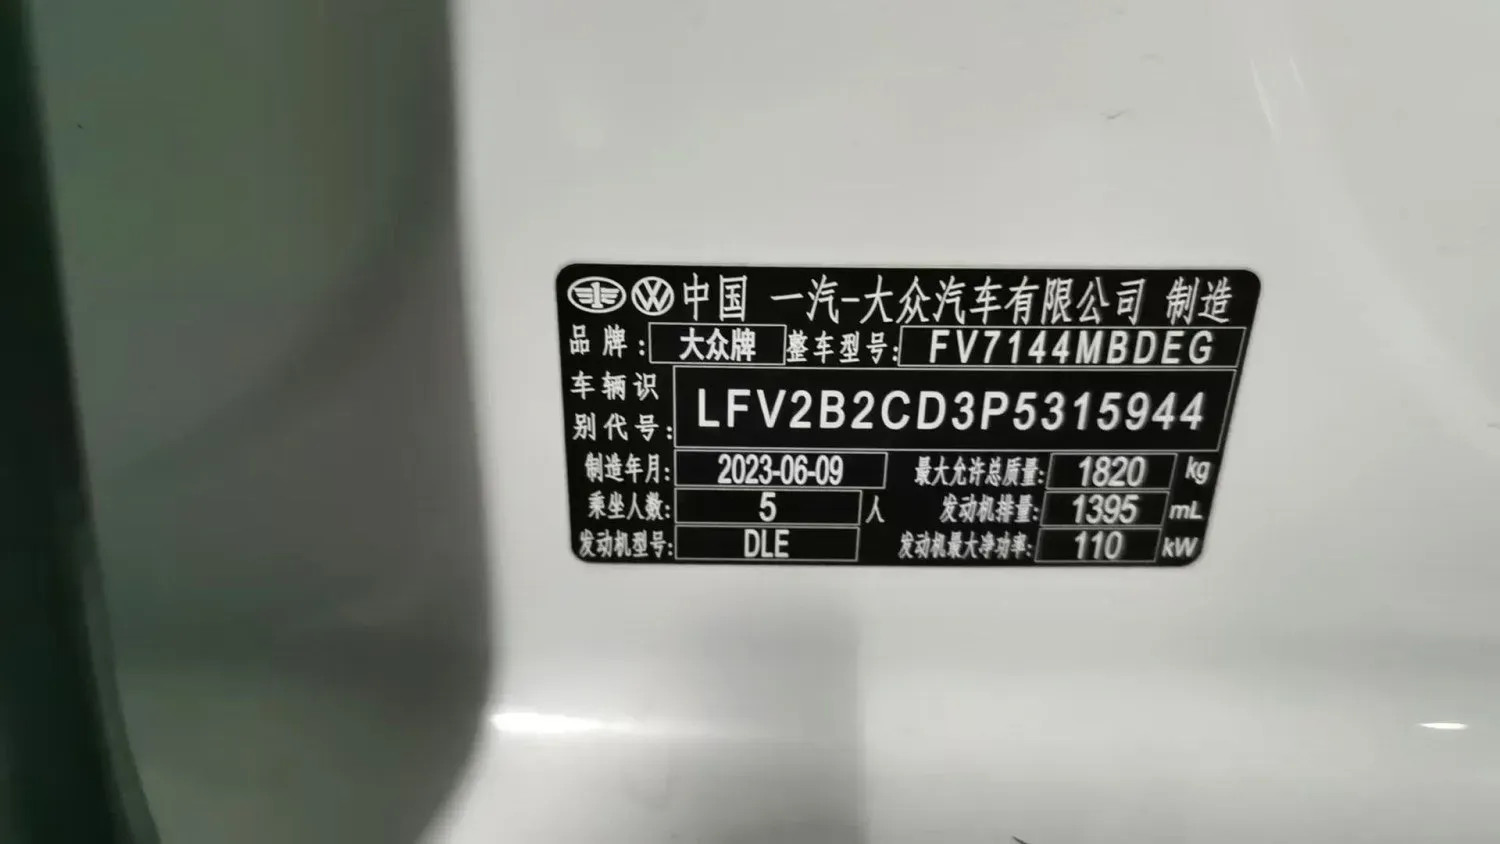 中国 一汽-大众汽车有限公司 制造
品牌: 大众牌 整车型号: FV7144MBDEG
车辆识别代号: LFV2B2CD3P5315944
制造年月: 2023-06-09 最大允许总质量: 1820 kg
乘坐人数: 5 人 发动机排量: 1395 mL
发动机型号: DLE 发动机最大净功率: 110 kW